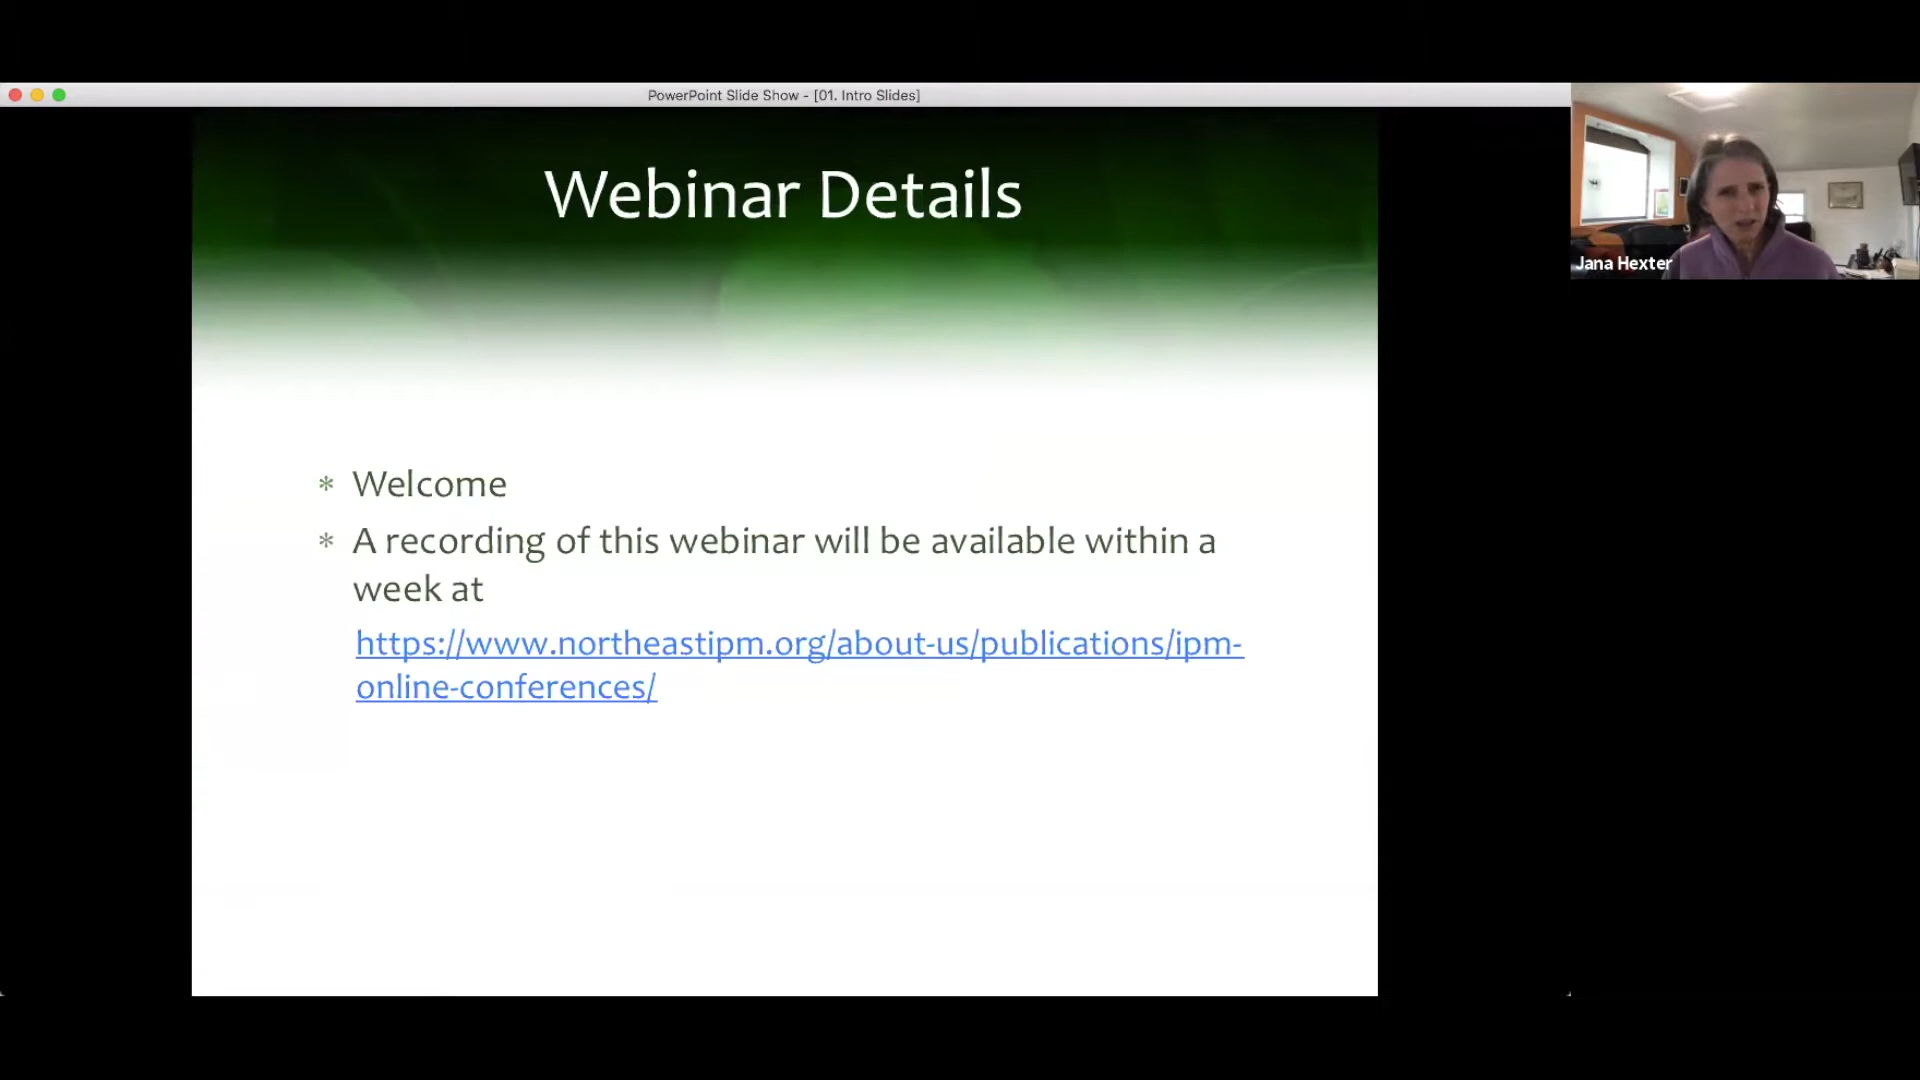 PowerPoint Slide Show - [01. Intro Slides]
Webinar Details
Jana Hexter
* Welcome
* A recording of this webinar will be available within a
week at
https://www.northeastipm.org/about-us/publications/ipm-
online-conferences/